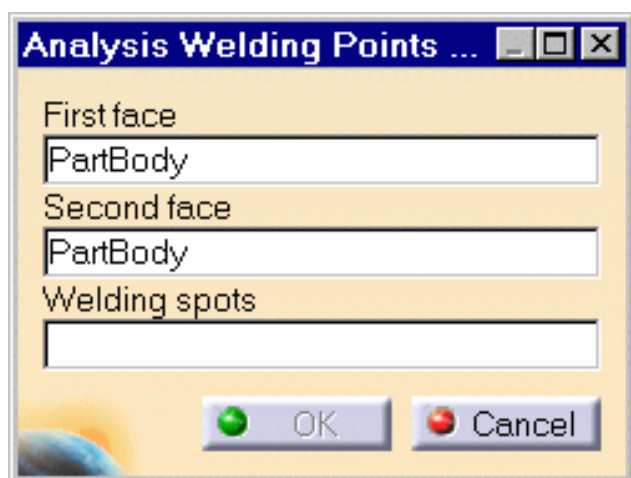 Analysis Welding Points ...
First face
PartBody
Second face
PartBody
Welding spots
OK Cancel